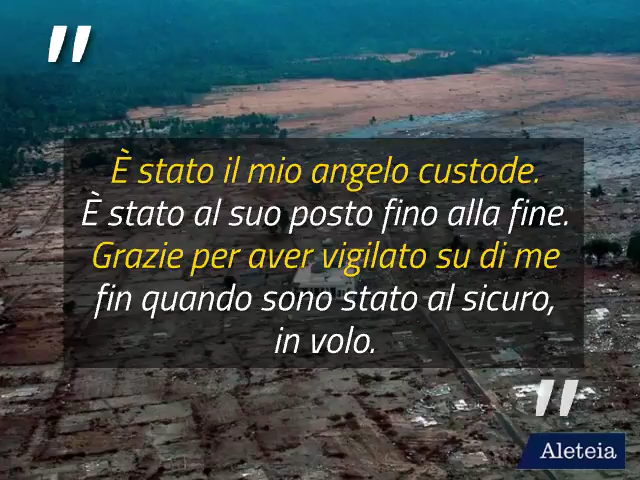 "
È stato il mio angelo custode.
È stato al suo posto fino alla fine.
Grazie per aver vigilato su di me
fin quando sono stato al sicuro,
in volo.
"
Aleteia